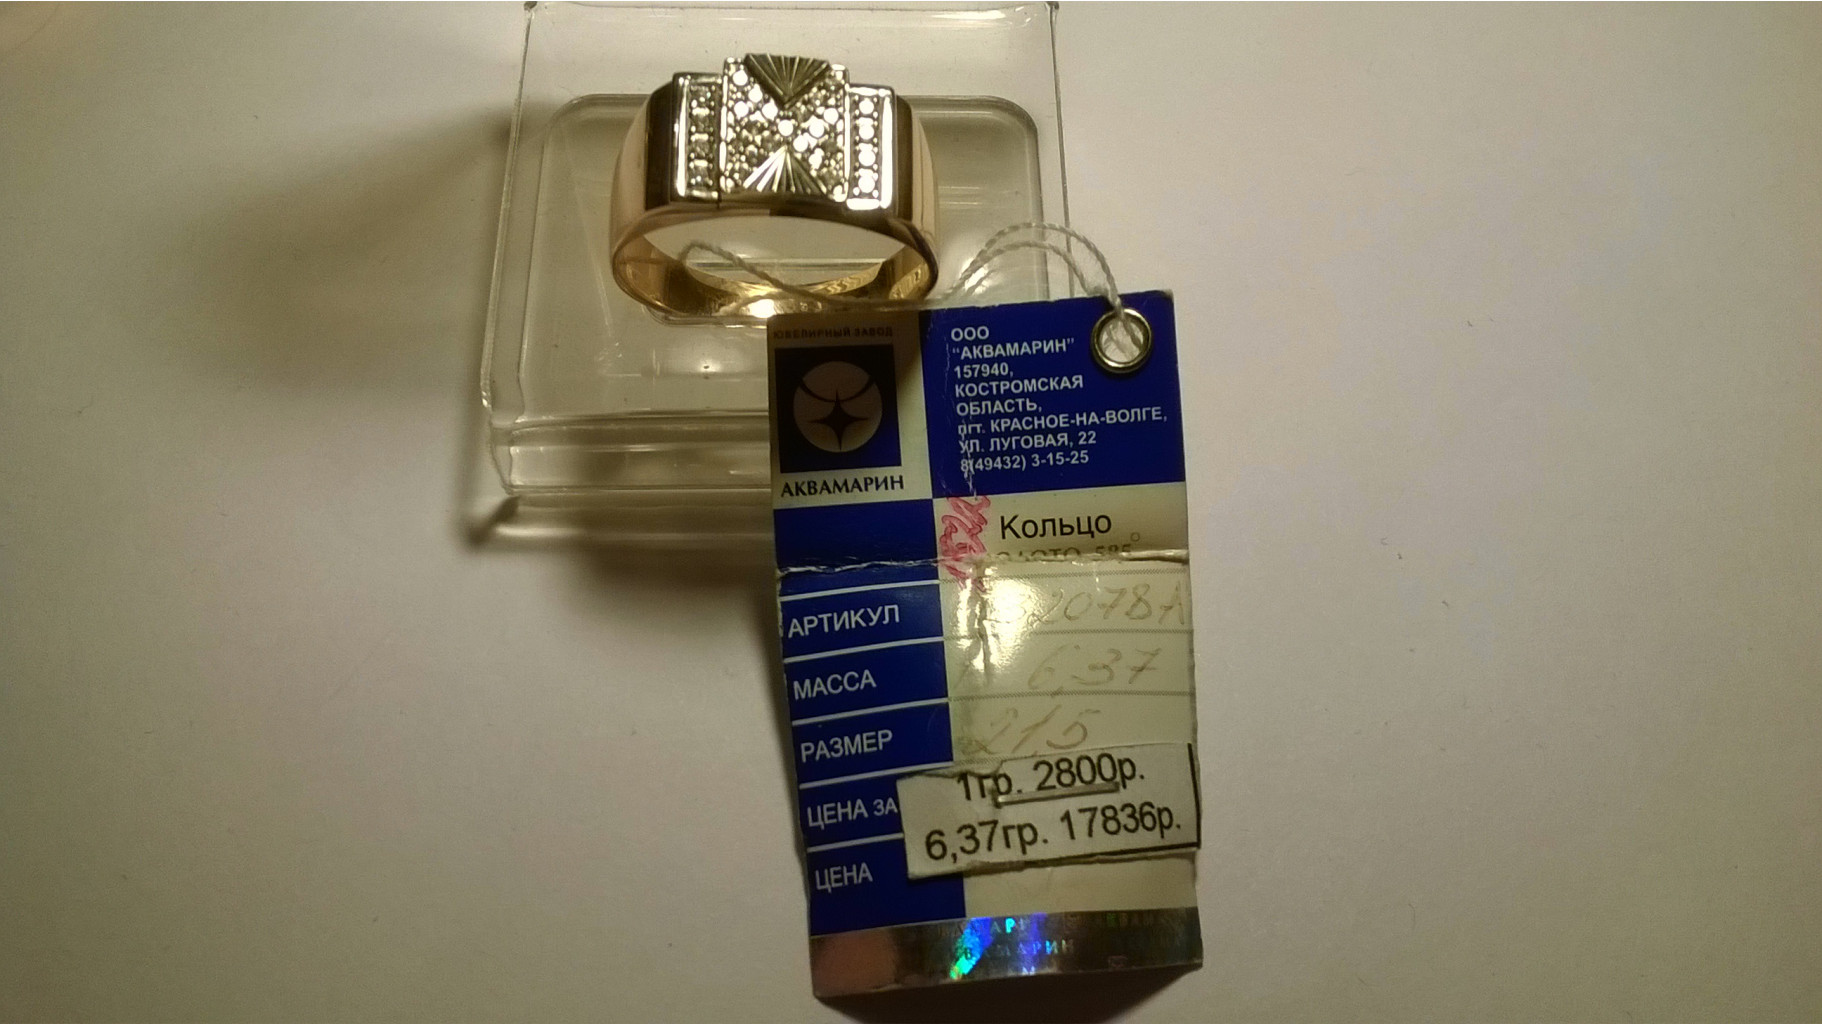 ЮВЕЛИРНЫЙ ЗАВОД
АКВАМАРИН
ООО
"АКВАМАРИН"
157940,
КОСТРОМСКАЯ
ОБЛАСТЬ,
пгт. КРАСНОЕ-НА-ВОЛГЕ,
УЛ. ЛУГОВАЯ, 22
8(49432) 3-15-25
Кольцо
585°
АРТИКУЛ
МАССА 6,37
РАЗМЕР 21,5
ЦЕНА ЗА
1гр. 2800р.
6,37гр. 17836р.
ЦЕНА